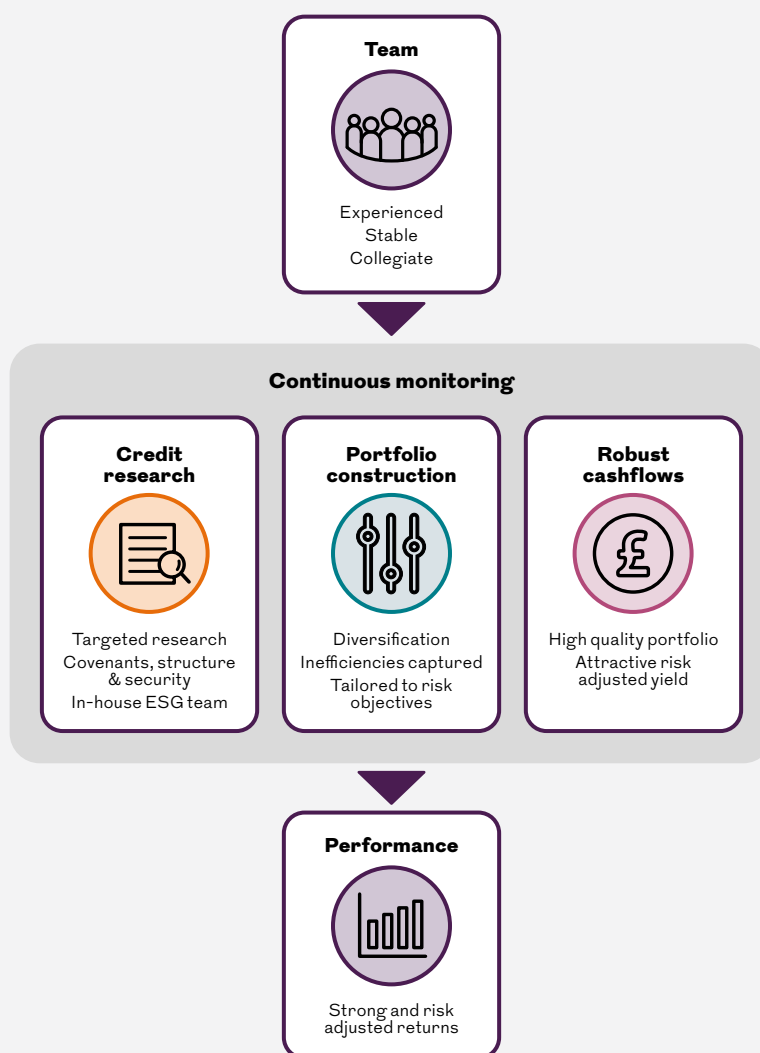 Team
Experienced
Stable
Collegiate
Continuous monitoring
Credit
research
Targeted research
Covenants, structure
& security
In-house ESG team
Portfolio
construction
Diversification
Inefficiencies captured
Tailored to risk
objectives
Robust
cashflows
£
High quality portfolio
Attractive risk
adjusted yield
Performance
Strong and risk
adjusted returns